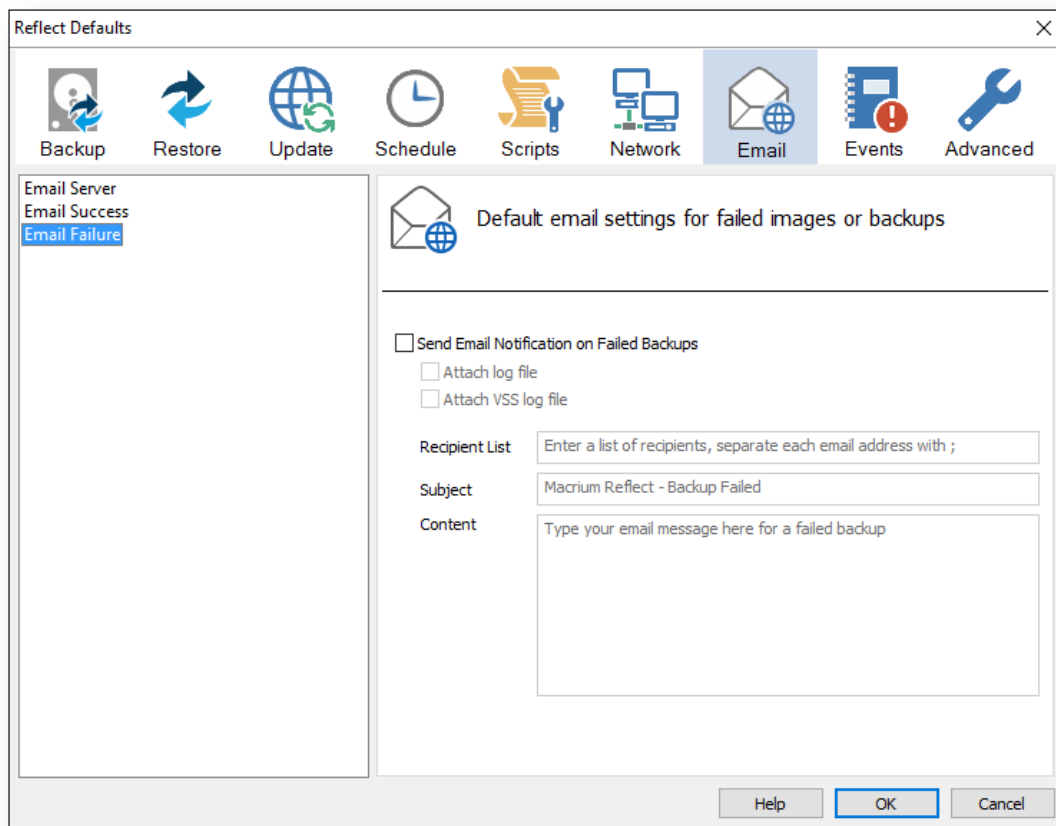 Reflect Defaults
Backup Restore Update Schedule Scripts Network Email Events Advanced
Email Server
Email Success
Email Failure
Default email settings for failed images or backups
Send Email Notification on Failed Backups
Attach log file
Attach VSS log file
Recipient List Enter a list of recipients, separate each email address with ;
Subject Macrium Reflect - Backup Failed
Content Type your email message here for a failed backup
Help OK Cancel